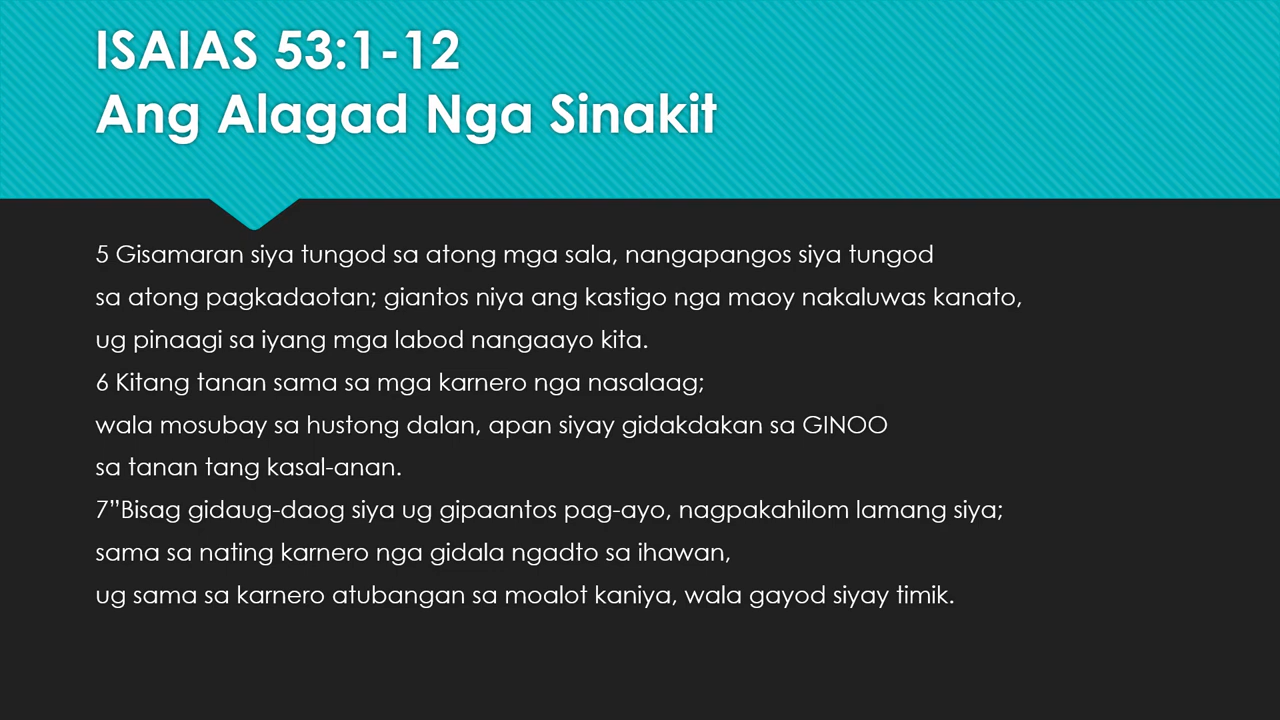 ISAIAS 53:1-12
Ang Alagad Nga Sinakit
5 Gisamaran siya tungod sa atong mga sala, nangapangos siya tungod
sa atong pagkadaotan; giantos niya ang kastigo nga maoy nakaluwas kanato,
ug pinaagi sa iyang mga labod nangaayo kita.
6 Kitang tanan sama sa mga karnero nga nasalaag;
wala mosubay sa hustong dalan, apan siyay gidakdakan sa GINOO
sa tanan tang kasal-anan.
7”Bisag gidaug-daog siya ug gipaantos pag-ayo, nagpakahilom lamang siya;
sama sa nating karnero nga gidala ngadto sa ihawan,
ug sama sa karnero atubangan sa moalot kaniya, wala gayod siyay timik.